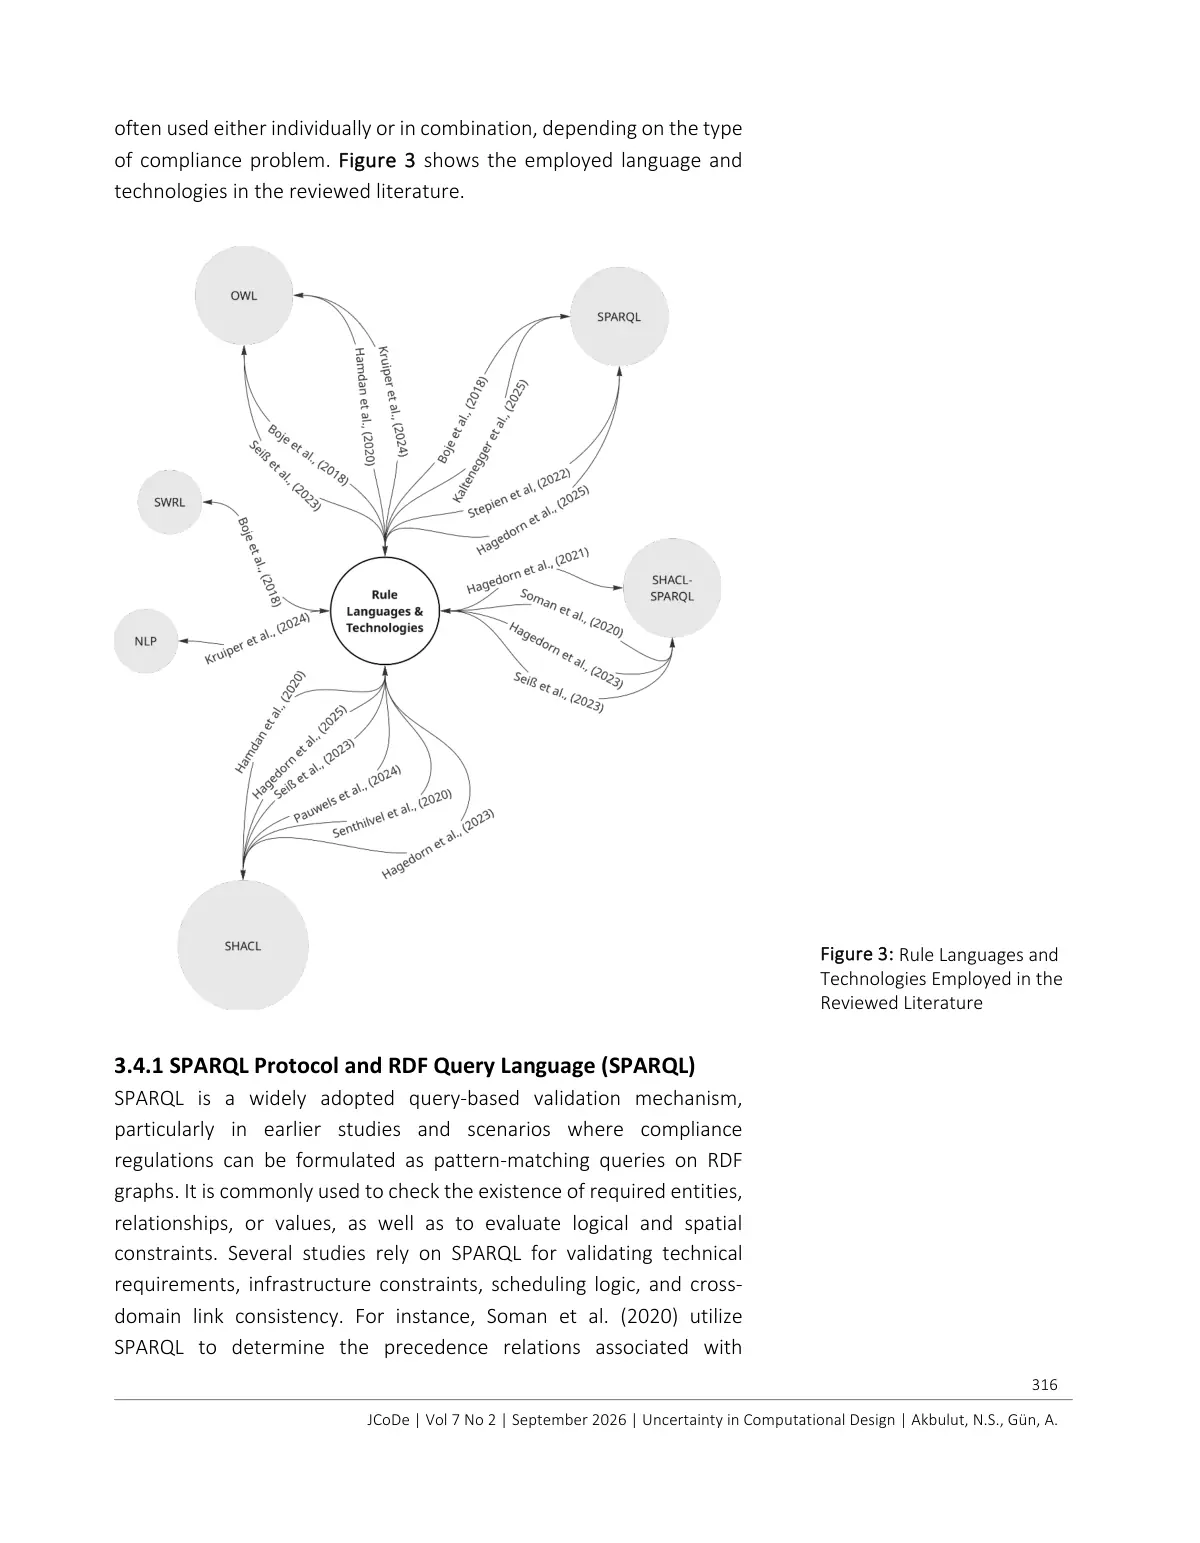 often used either individually or in combination, depending on the type
of compliance problem. Figure 3 shows the employed language and
technologies in the reviewed literature.
OWL
SPARQL
Hamdan et al., (2020)
Kruiper et al., (2024)
Boje et al., (2018)
Kaltenegger et al., (2025)
Boje et al., (2018)
Seiß et al., (2023)
Stepien et al, (2022)
Hagedorn et al., (2025)
SWRL
Boje et al., (2018)
Hagedorn et al., (2021)
SHACL-
SPARQL
Soman et al., (2020)
Hagedorn et al., (2023)
Seiß et al., (2023)
Rule
Languages &
Technologies
NLP
Kruiper et al., (2024)
Hamdan et al., (2020)
Hagedorn et al., (2025)
Seiß et al., (2023)
Pauwels et al., (2024)
Senthilvel et al., (2020)
Hagedorn et al., (2023)
SHACL
Figure 3: Rule Languages and
Technologies Employed in the
Reviewed Literature
3.4.1 SPARQL Protocol and RDF Query Language (SPARQL)
SPARQL is a widely adopted query-based validation mechanism,
particularly in earlier studies and scenarios where compliance
regulations can be formulated as pattern-matching queries on RDF
graphs. It is commonly used to check the existence of required entities,
relationships, or values, as well as to evaluate logical and spatial
constraints. Several studies rely on SPARQL for validating technical
requirements, infrastructure constraints, scheduling logic, and cross-
domain link consistency. For instance, Soman et al. (2020) utilize
SPARQL to determine the precedence relations associated with
316
JCoDe | Vol 7 No 2 | September 2026 | Uncertainty in Computational Design | Akbulut, N.S., Gün, A.